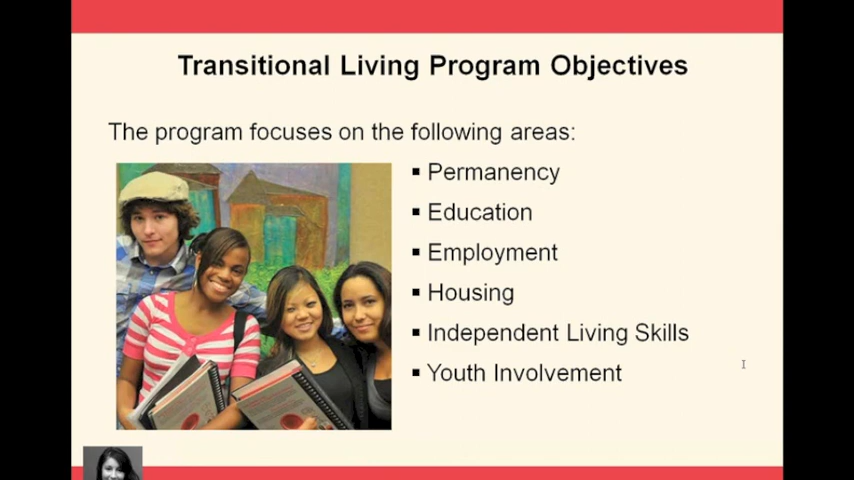 Transitional Living Program Objectives
The program focuses on the following areas:
▪ Permanency
▪ Education
▪ Employment
▪ Housing
▪ Independent Living Skills
▪ Youth Involvement